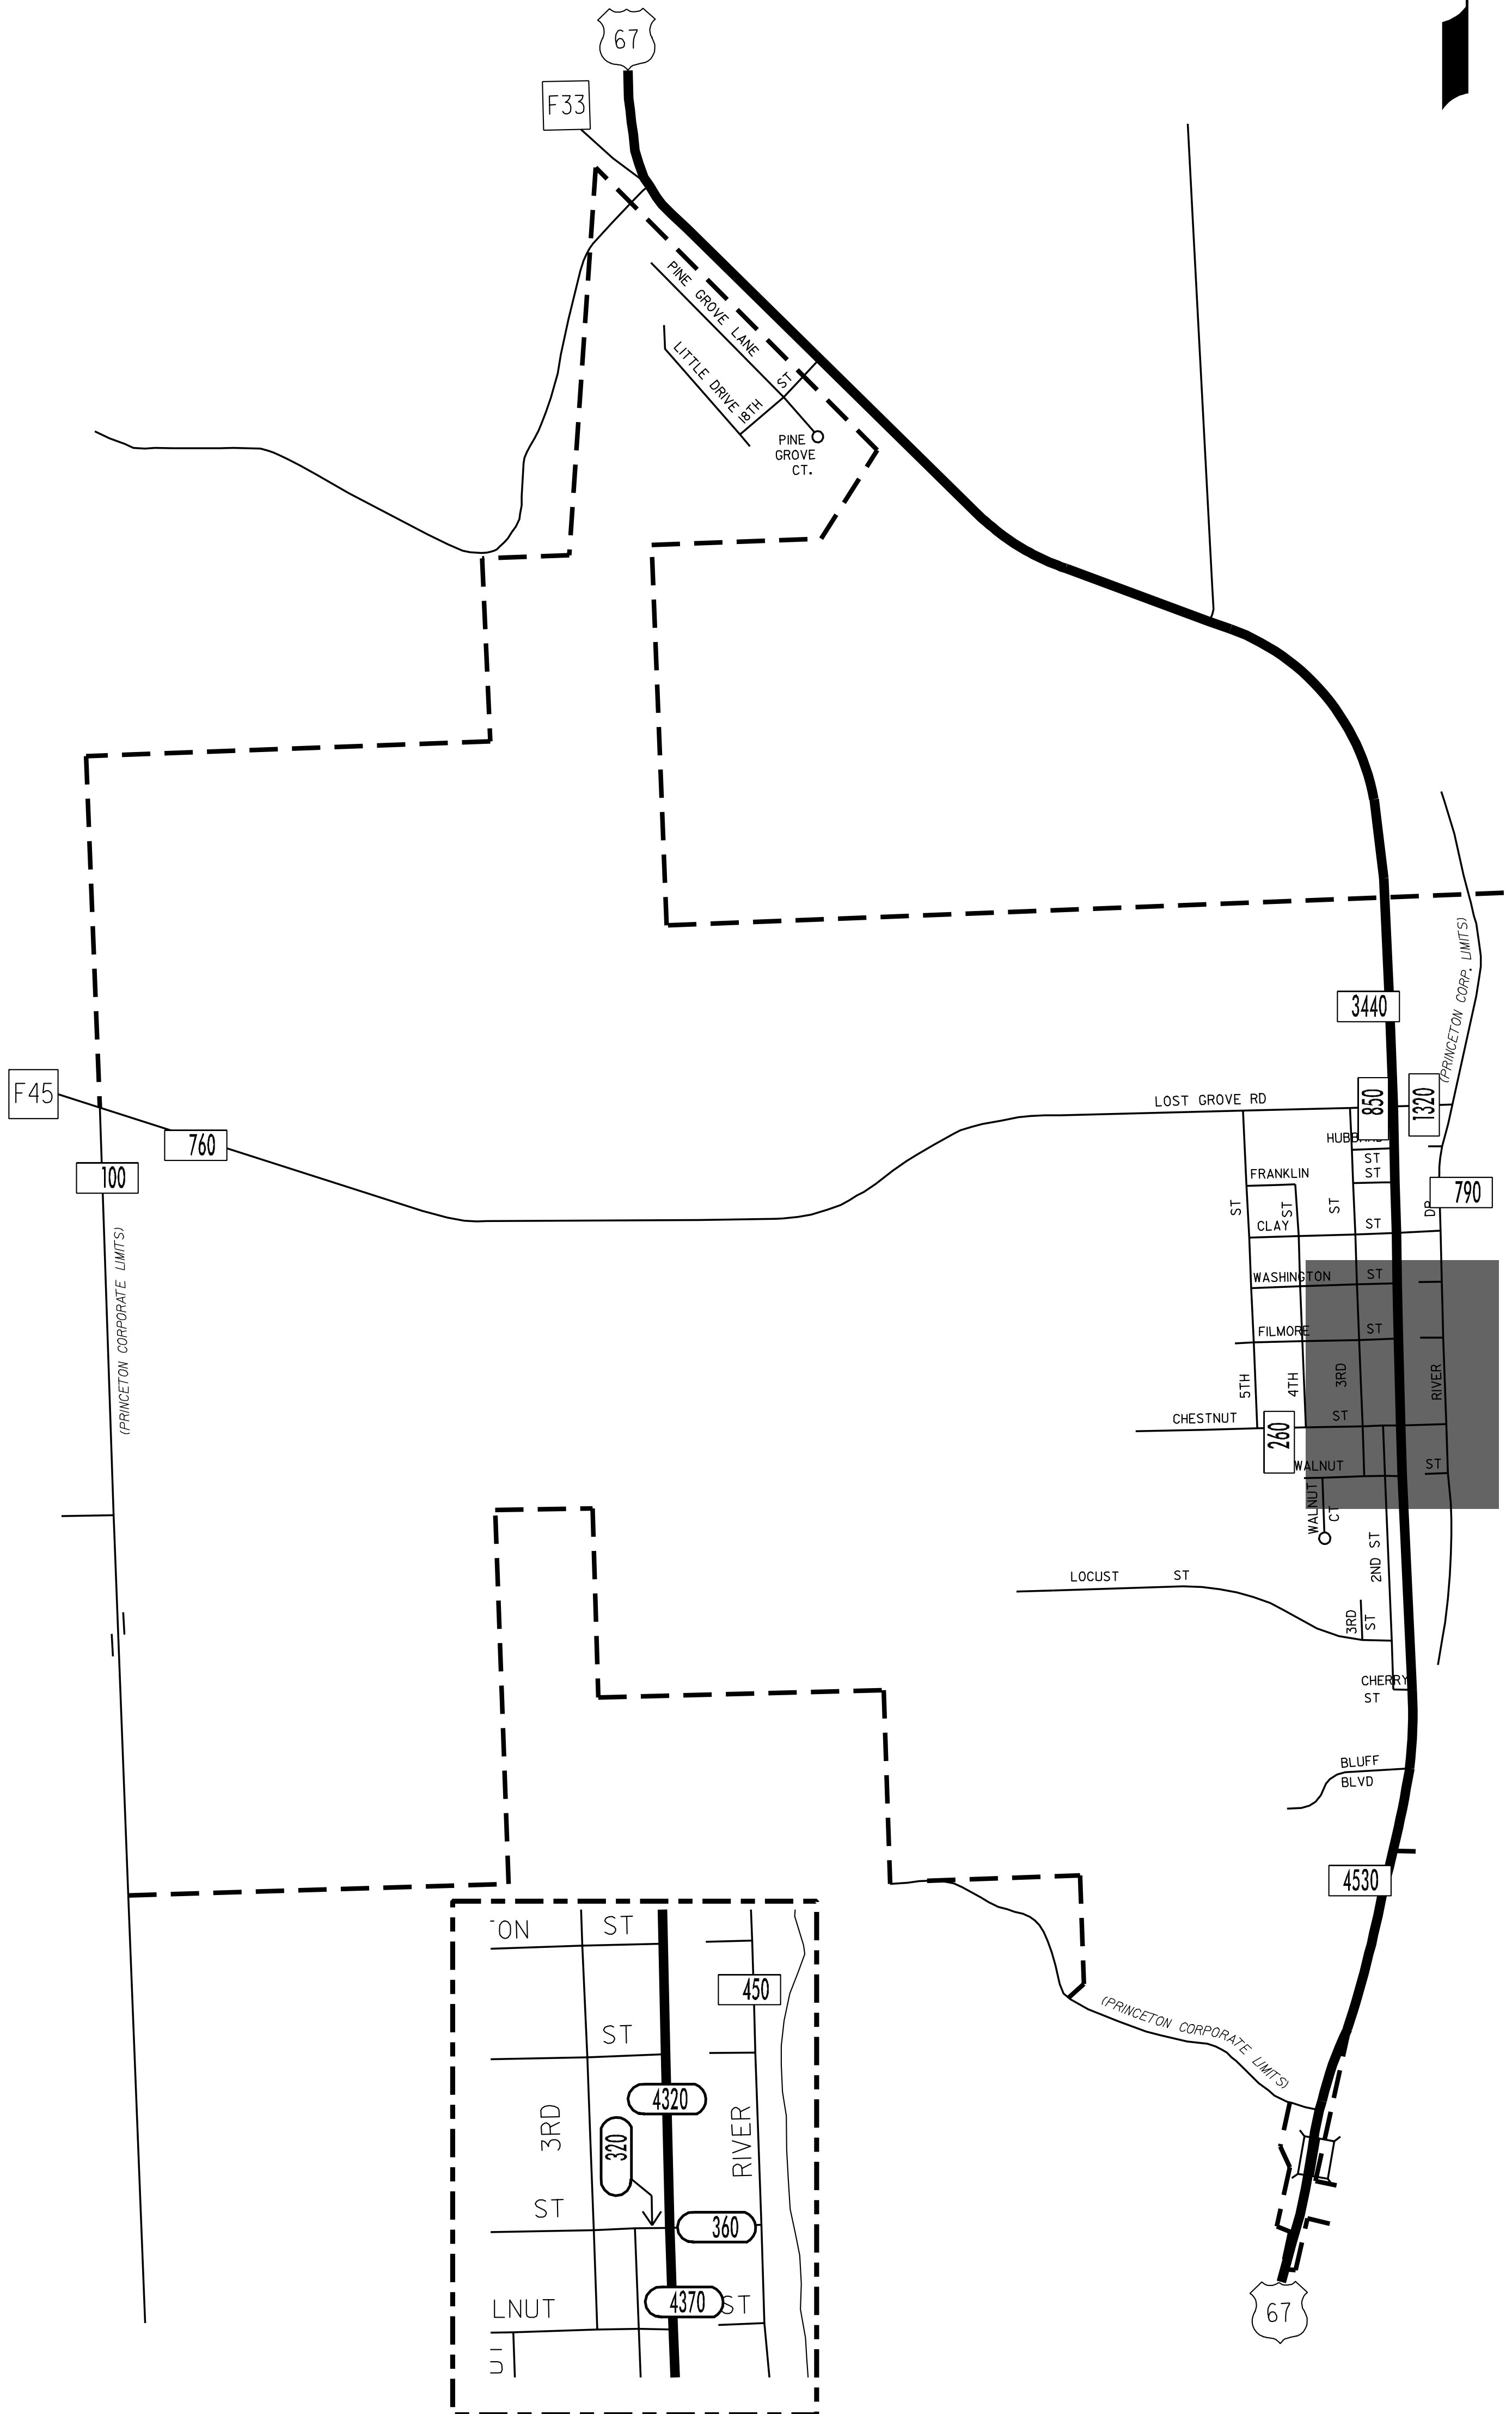 67
F33
PINE GROVE LANE
LITTLE DRIVE
18TH ST
PINE
GROVE
CT.
(PRINCETON CORP. LIMITS)
3440
F45
760
100
(PRINCETON CORPORATE LIMITS)
LOST GROVE RD
850
1320
ST
FRANKLIN
ST
790
ST
ST
ST
DR
CLAY
ST
WASHINGTON
ST
FILMORE
ST
5TH
4TH
3RD
RIVER
CHESTNUT
ST
260
WALNUT
ST
WALNUT
CT
2ND ST
LOCUST
ST
3RD
ST
CHERRY
ST
BLUFF
BLVD
4530
(PRINCETON CORPORATE LIMITS)
67
ON
ST
450
ST
4320
3RD
320
RIVER
ST
360
4370
LNUT
ST